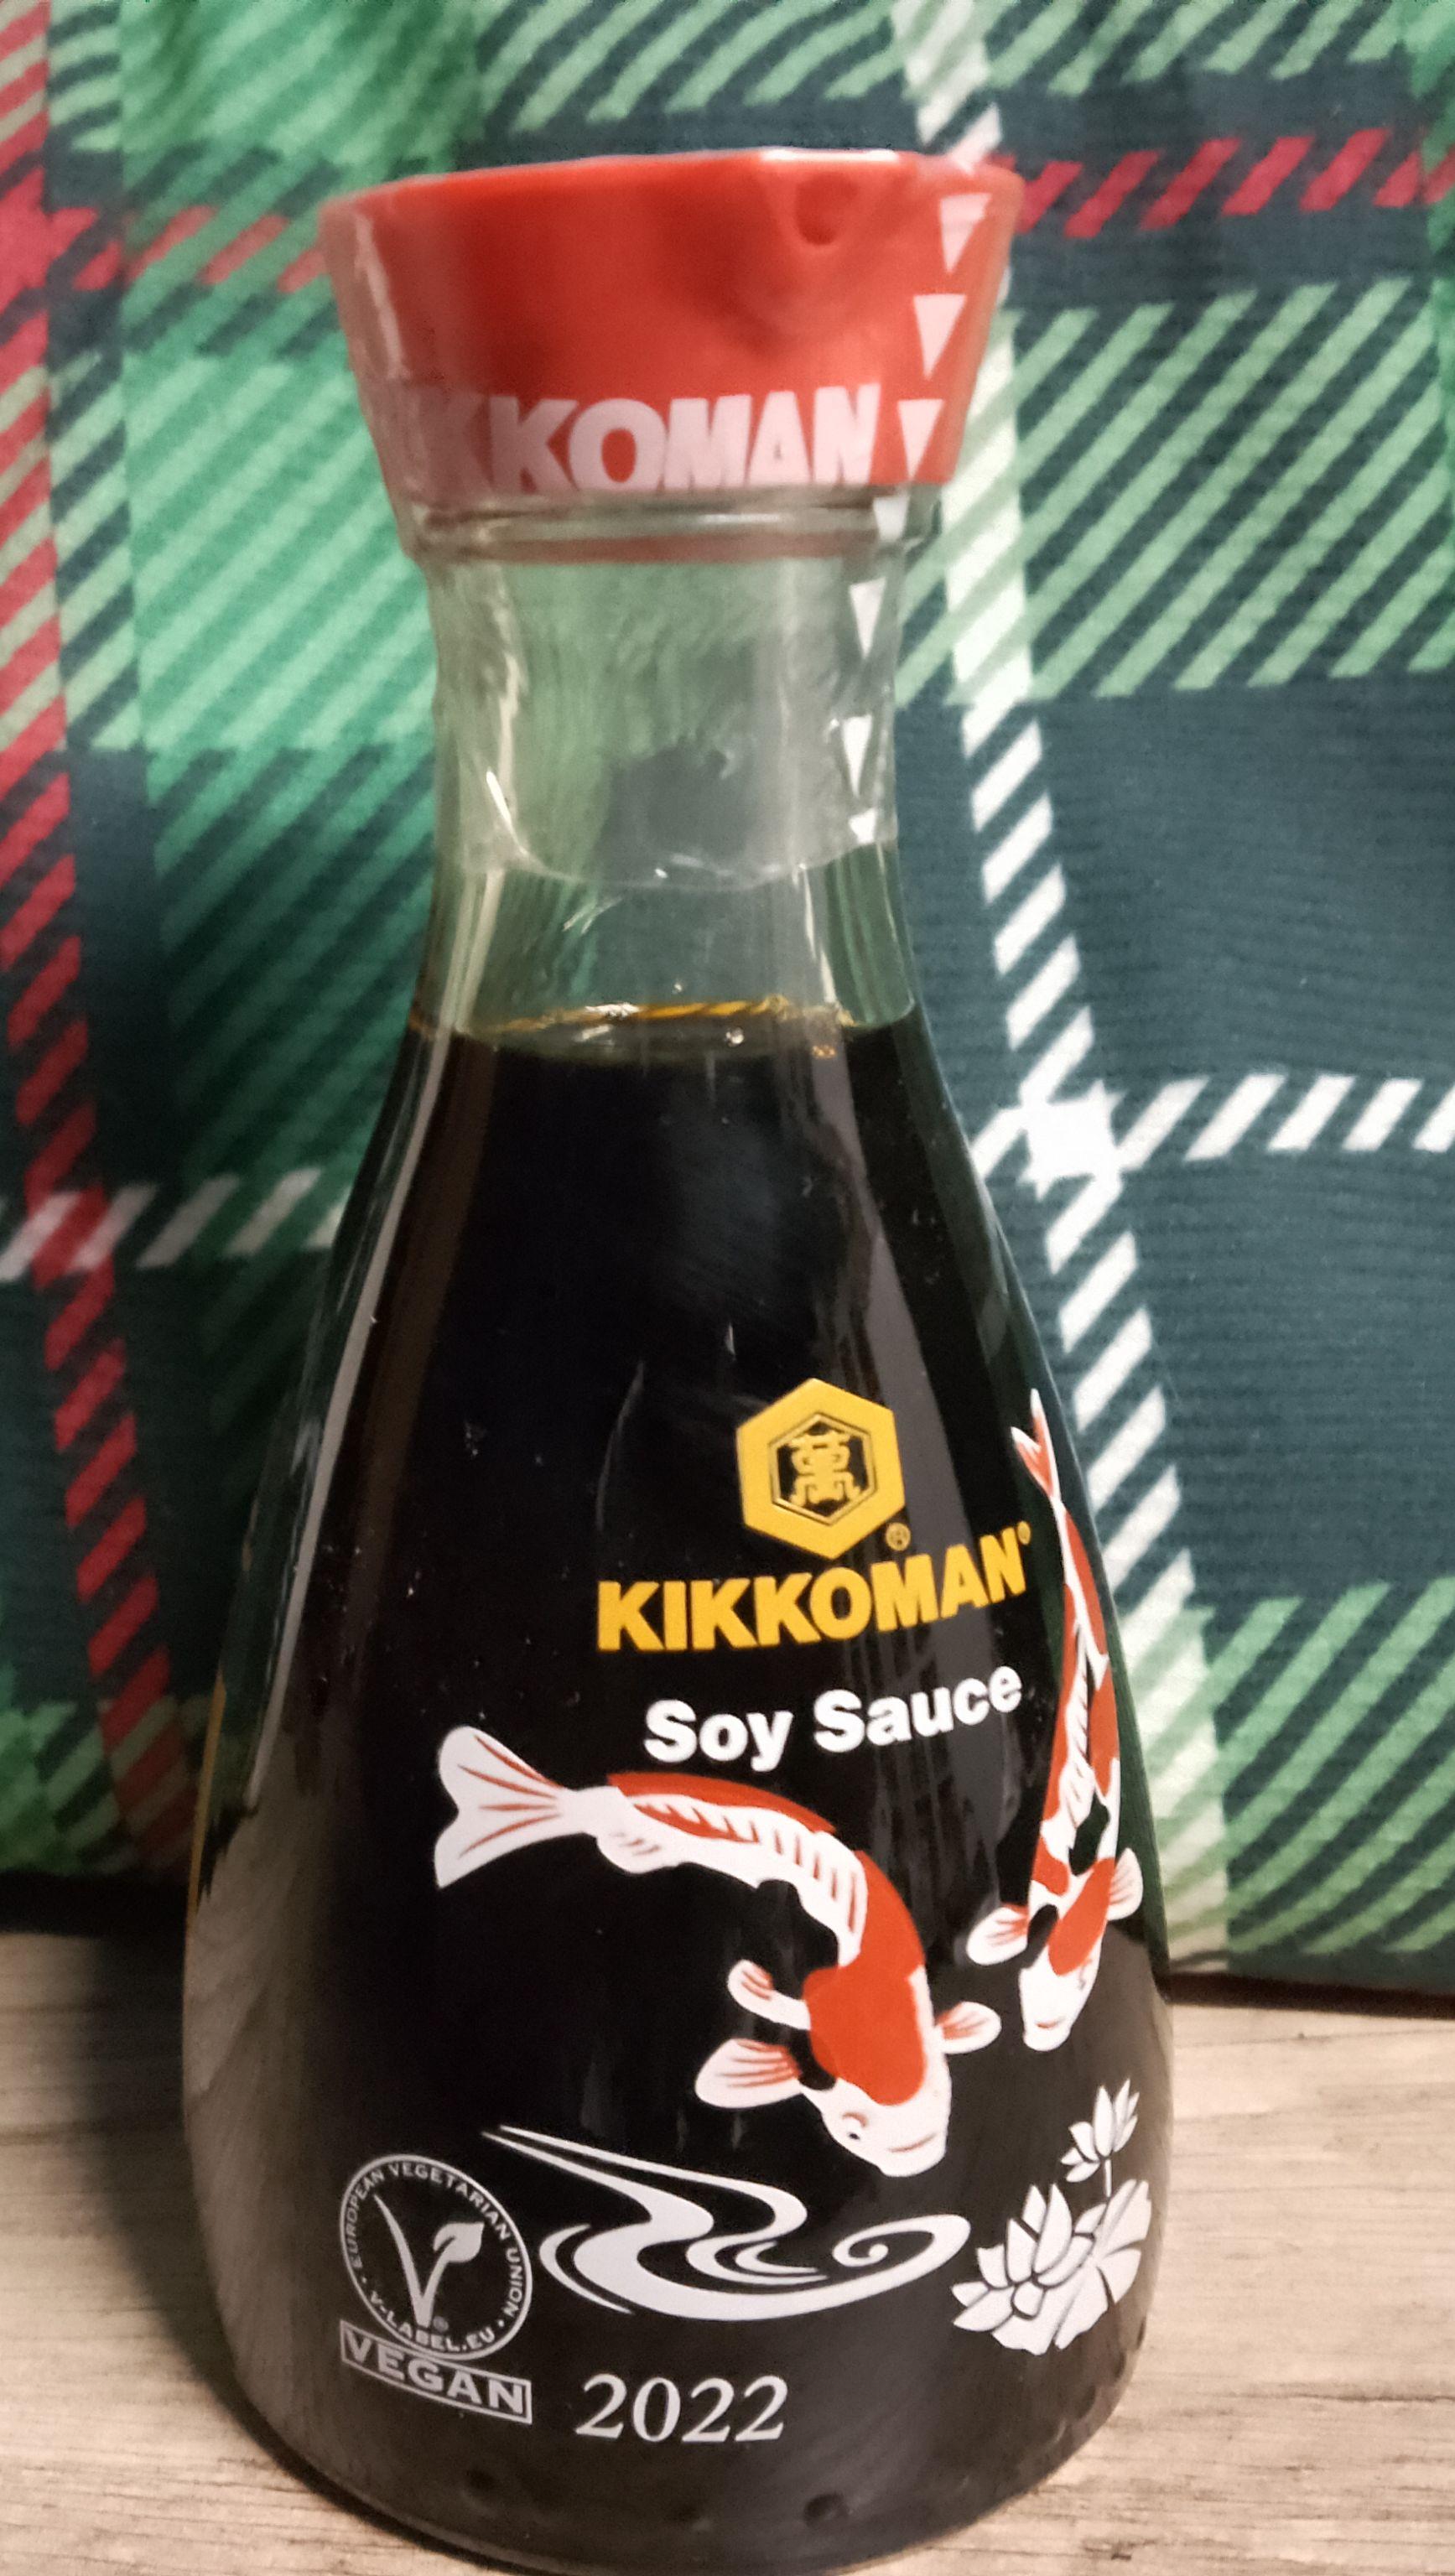 KKOMAN
萬
®
KIKKOMAN®
Soy Sauce
EUROPEAN VEGETARIAN UNION
• V-LABEL.EU •
®
VEGAN
2022